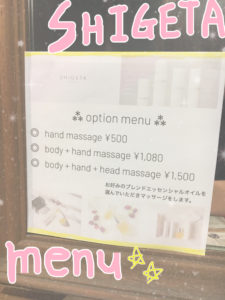 SHIGETA
SHIGETA
⁂ option menu ⁂
◎ hand massage ¥500
◎ body + hand massage ¥1,080
◎ body + hand + head massage ¥1,500
お好みのブレンドエッセンシャルオイルを
選んでいただきマッサージをします。
menu